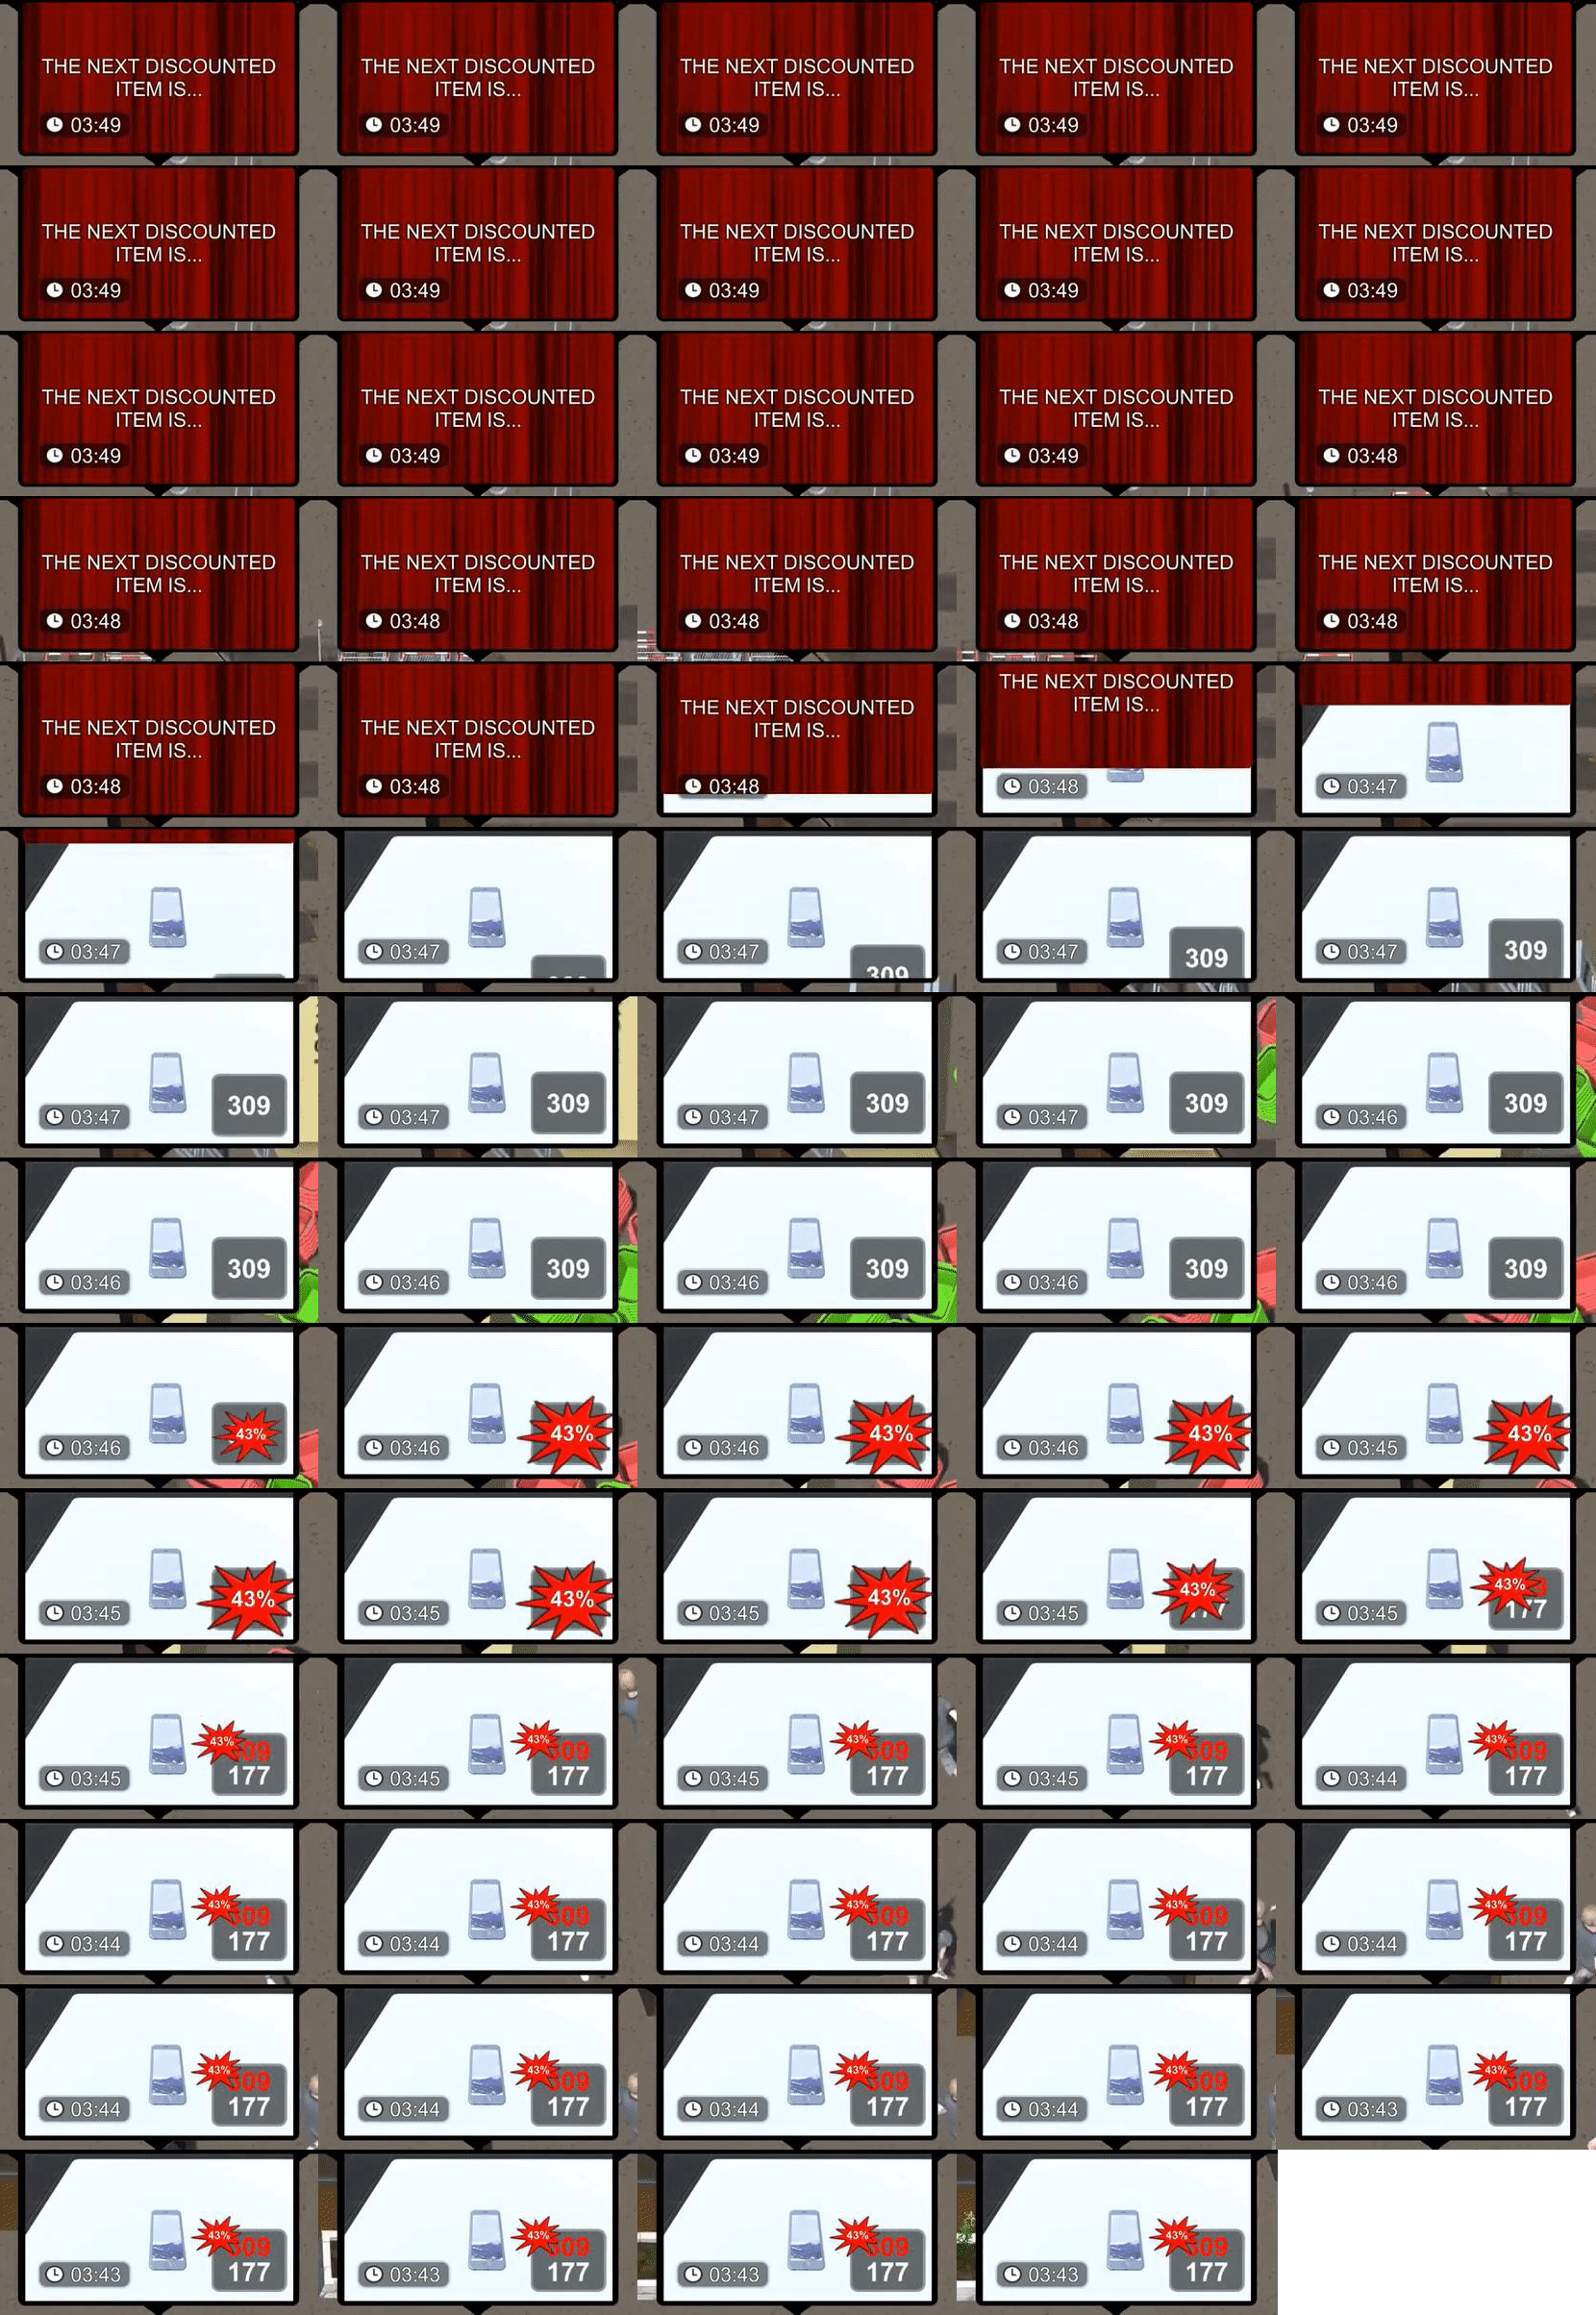 THE NEXT DISCOUNTED THE NEXT DISCOUNTED THE NEXT DISCOUNTED THE NEXT DISCOUNTED THE NEXT DISCOUNTED
ITEM IS... ITEM IS... ITEM IS... ITEM IS... ITEM IS...
03:49 03:49 03:49 03:49 03:49
THE NEXT DISCOUNTED THE NEXT DISCOUNTED THE NEXT DISCOUNTED THE NEXT DISCOUNTED THE NEXT DISCOUNTED
ITEM IS... ITEM IS... ITEM IS... ITEM IS... ITEM IS...
03:49 03:49 03:49 03:49 03:49
THE NEXT DISCOUNTED THE NEXT DISCOUNTED THE NEXT DISCOUNTED THE NEXT DISCOUNTED THE NEXT DISCOUNTED
ITEM IS... ITEM IS... ITEM IS... ITEM IS... ITEM IS...
03:49 03:49 03:49 03:49 03:48
THE NEXT DISCOUNTED THE NEXT DISCOUNTED THE NEXT DISCOUNTED THE NEXT DISCOUNTED THE NEXT DISCOUNTED
ITEM IS... ITEM IS... ITEM IS... ITEM IS... ITEM IS...
03:48 03:48 03:48 03:48 03:48
THE NEXT DISCOUNTED THE NEXT DISCOUNTED THE NEXT DISCOUNTED THE NEXT DISCOUNTED
ITEM IS... ITEM IS... ITEM IS... ITEM IS...
03:48 03:48 03:48 03:48 03:47
03:47 03:47 03:47 309 03:47 309 03:47 309
03:47 309 03:47 309 03:47 309 03:47 309 03:46 309
03:46 309 03:46 309 03:46 309 03:46 309 03:46 309
43% 43% 43% 43% 43%
03:46 03:46 03:46 03:46 03:45
43% 43% 43% 43% 43%
03:45 03:45 03:45 03:45 03:45 177
43% 309 43% 309 43% 309 43% 309 43% 309
03:45 177 03:45 177 03:45 177 03:45 177 03:44 177
43% 309 43% 309 43% 309 43% 309 43% 309
03:44 177 03:44 177 03:44 177 03:44 177 03:44 177
43% 309 43% 309 43% 309 43% 309 43% 309
03:44 177 03:44 177 03:44 177 03:44 177 03:43 177
43% 309 43% 309 43% 309 43% 309
03:43 177 03:43 177 03:43 177 03:43 177